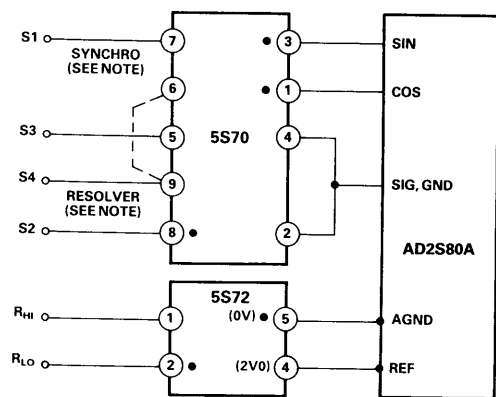 S1
7
3
SIN
SYNCHRO
(SEE NOTE)
6
1
COS
S3
5
5S70
4
S4
9
SIG, GND
RESOLVER
(SEE NOTE)
S2
8
2
AD2S80A
5S72
RHI
1
(0V)
5
AGND
RLO
2
(2V0)
4
REF